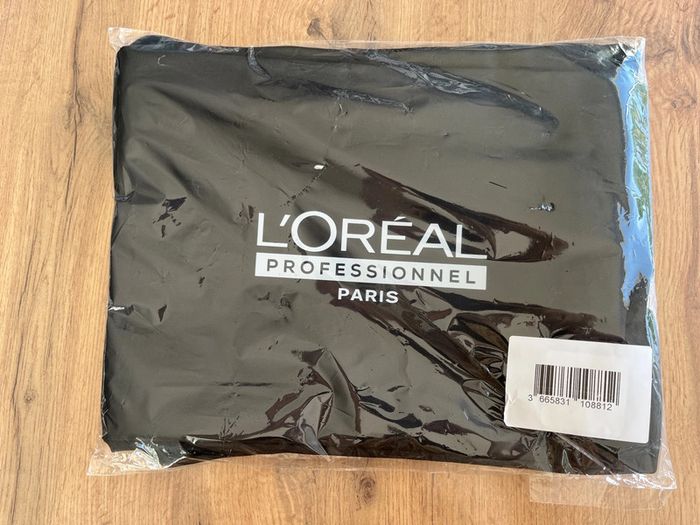 L'ORÉAL
PROFESSIONNEL
PARIS
3 665831 108812